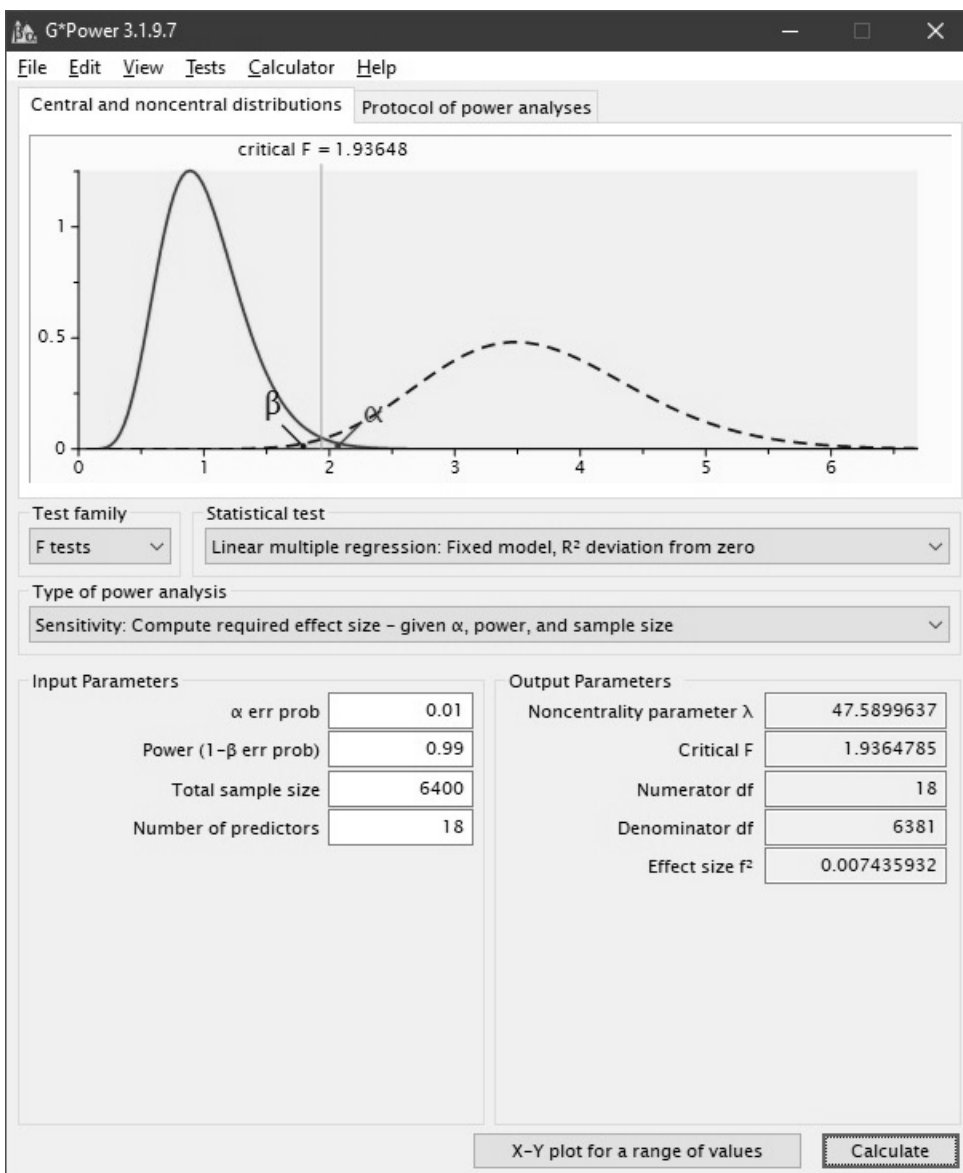 G*Power 3.1.9.7
File Edit View Tests Calculator Help
Central and noncentral distributions Protocol of power analyses
critical F = 1.93648
1
0.5
β α
0
0 1 2 3 4 5 6
Test family Statistical test
F tests Linear multiple regression: Fixed model, R² deviation from zero
Type of power analysis
Sensitivity: Compute required effect size – given α, power, and sample size
Input Parameters Output Parameters
α err prob 0.01 Noncentrality parameter λ 47.5899637
Power (1–β err prob) 0.99 Critical F 1.9364785
Total sample size 6400 Numerator df 18
Number of predictors 18 Denominator df 6381
Effect size f² 0.007435932
X–Y plot for a range of values Calculate